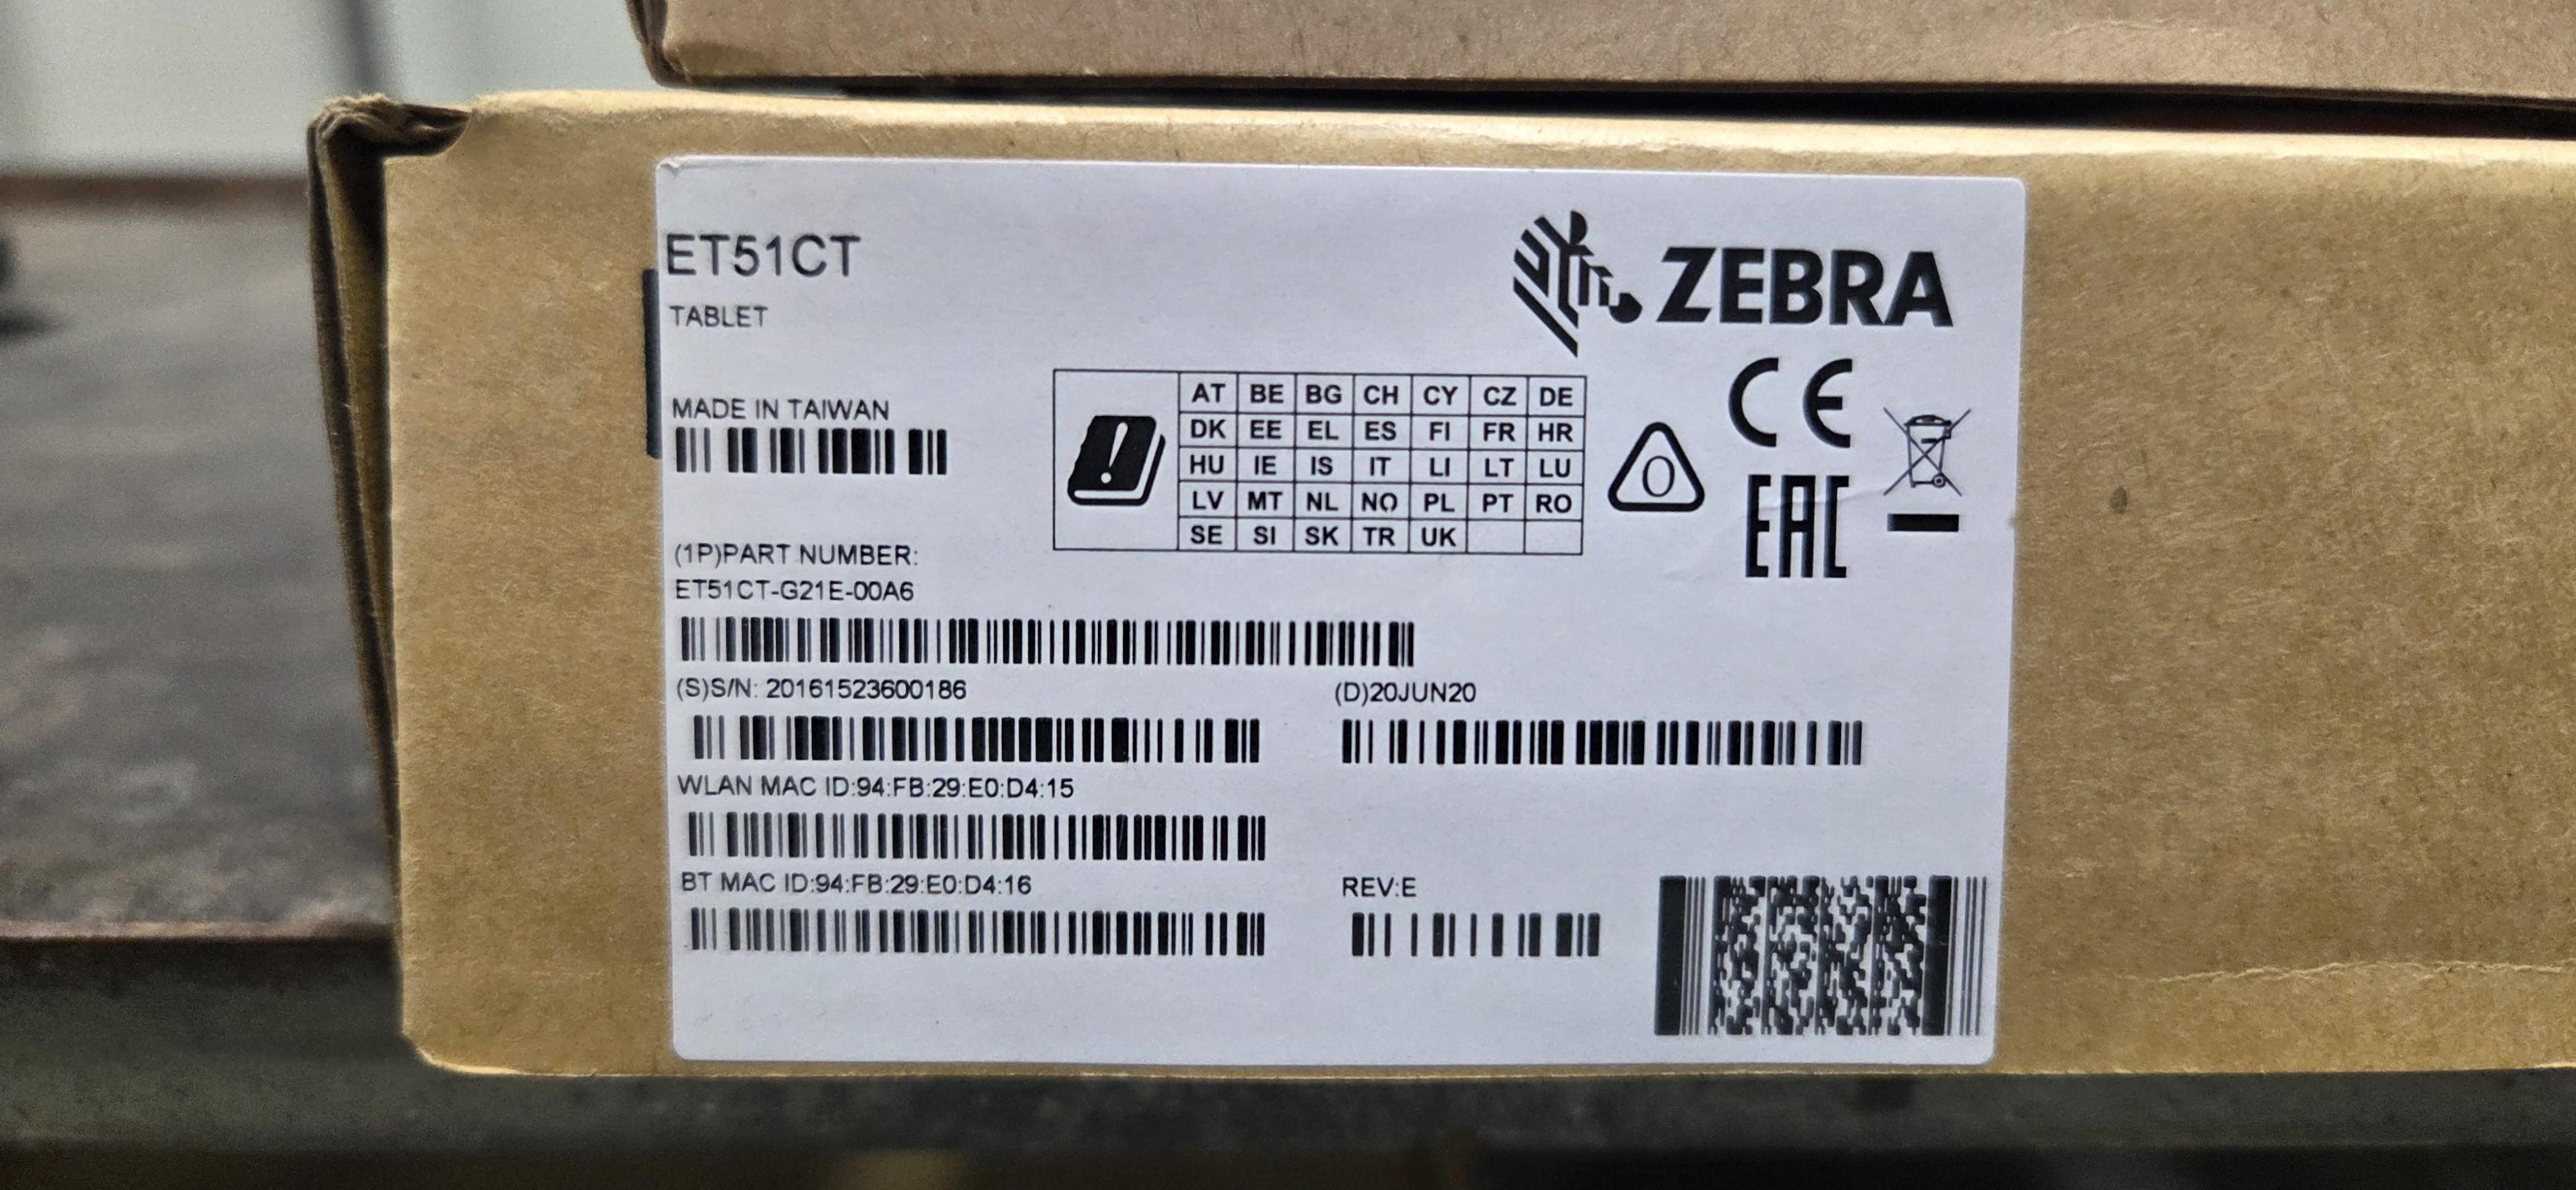 ET51CT
ZEBRA
TABLET
MADE IN TAIWAN
AT BE BG CH CY CZ DE
DK EE EL ES FI FR HR
HU IE IS IT LI LT LU
LV MT NL NO PL PT RO
SE SI SK TR UK
O
CE
EAC
(1P)PART NUMBER:
ET51CT-G21E-00A6
(S)S/N: 20161523600186
(D)20JUN20
WLAN MAC ID:94:FB:29:E0:D4:15
BT MAC ID:94:FB:29:E0:D4:16
REV:E